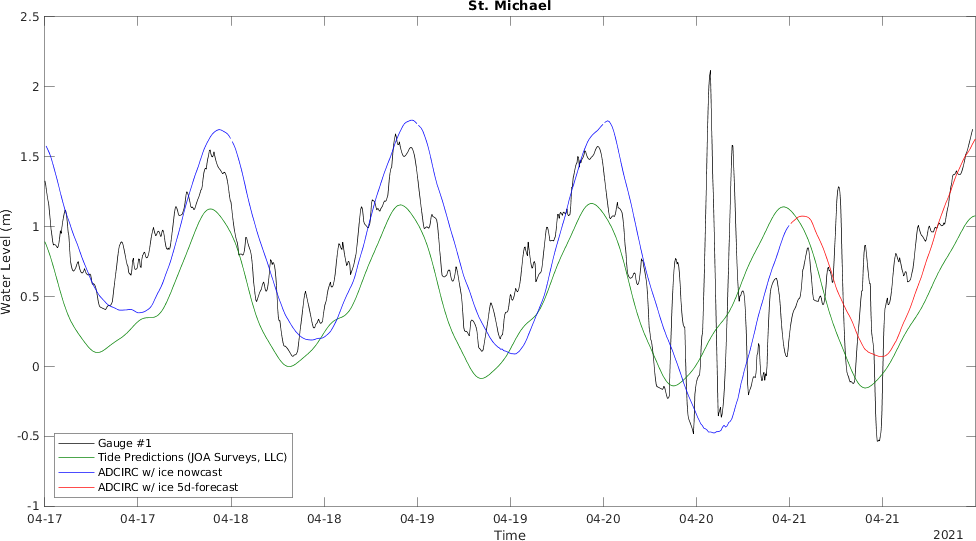 St. Michael
2.5
2
1.5
1
0.5
0
-0.5
-1
Water Level (m)
Gauge #1
Tide Predictions (JOA Surveys, LLC)
ADCIRC w/ ice nowcast
ADCIRC w/ ice 5d-forecast
04-17 04-17 04-18 04-18 04-19 04-19 04-20 04-20 04-21 04-21
Time
2021